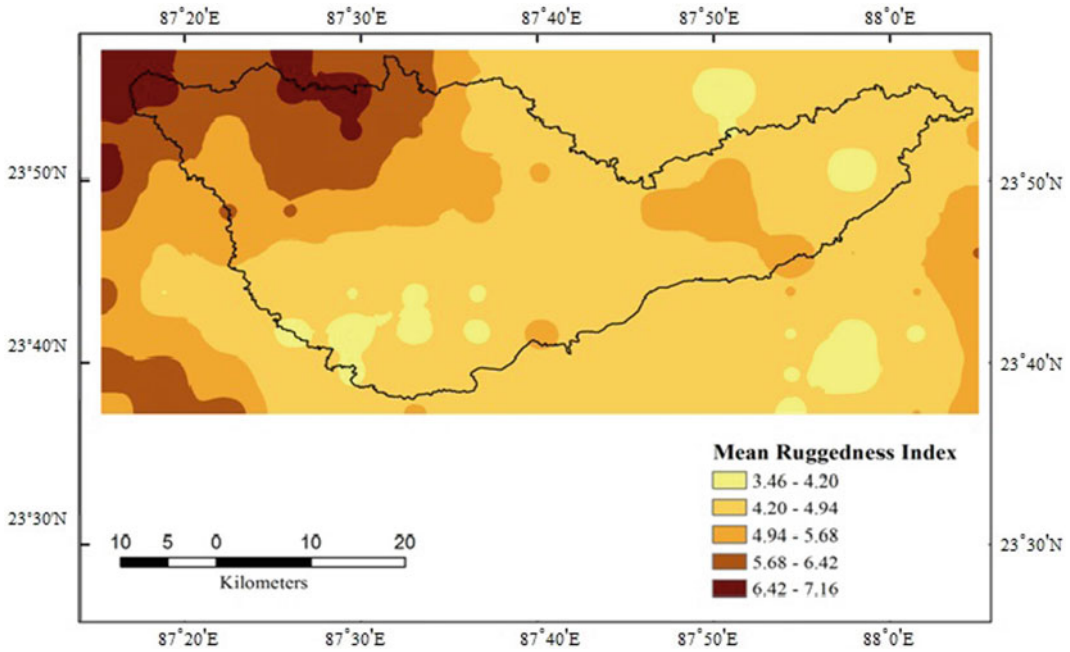 87°20'E 87°30'E 87°40'E 87°50'E 88°0'E
23°50'N 23°50'N
23°40'N 23°40'N
Mean Ruggedness Index
3.46 - 4.20
4.20 - 4.94
4.94 - 5.68
5.68 - 6.42
6.42 - 7.16
23°30'N 23°30'N
10 5 0 10 20
Kilometers
87°20'E 87°30'E 87°40'E 87°50'E 88°0'E